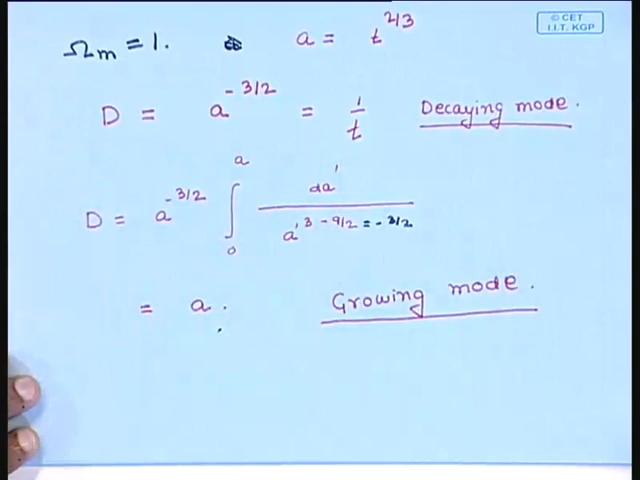 © CET
I.I.T. KGP
Ωm = 1. a = t^2/3
D = a^-3/2 = 1/t Decaying mode.
D = a^-3/2 ∫_0^a da' / a'^3-9/2=-3/2
= a. Growing mode.